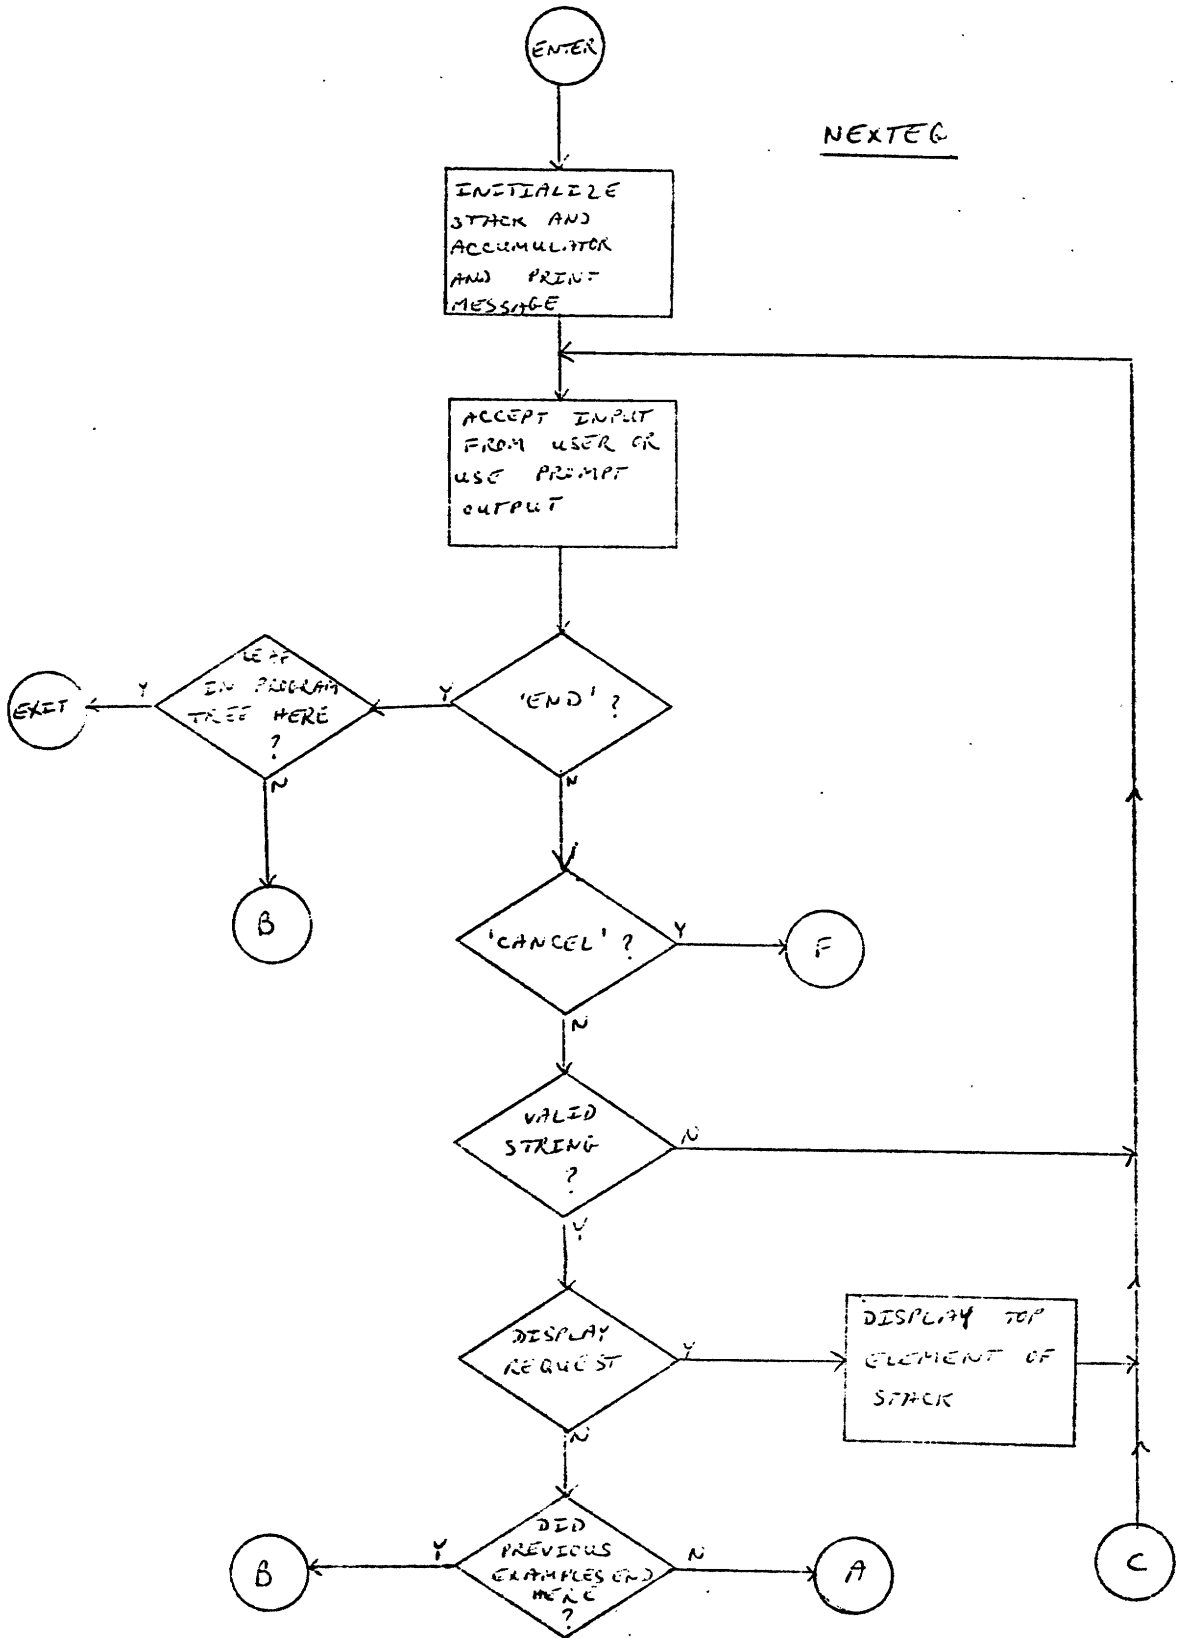 ENTER
NEXTEG
INITIALIZE
STACK AND
ACCUMULATOR
AND PRINT
MESSAGE
ACCEPT INPUT
FROM USER OR
USE PROMPT
OUTPUT
LEAF
IN PROGRAM
TREE HERE
?
'END' ?
Y
Y
EXIT
N
N
B
'CANCEL' ?
Y
F
N
VALID
STRING
?
N
Y
DISPLAY
REQUEST
Y
DISPLAY TOP
ELEMENT OF
STACK
N
DID
PREVIOUS
EXAMPLES END
HERE
?
Y
B
N
A
C